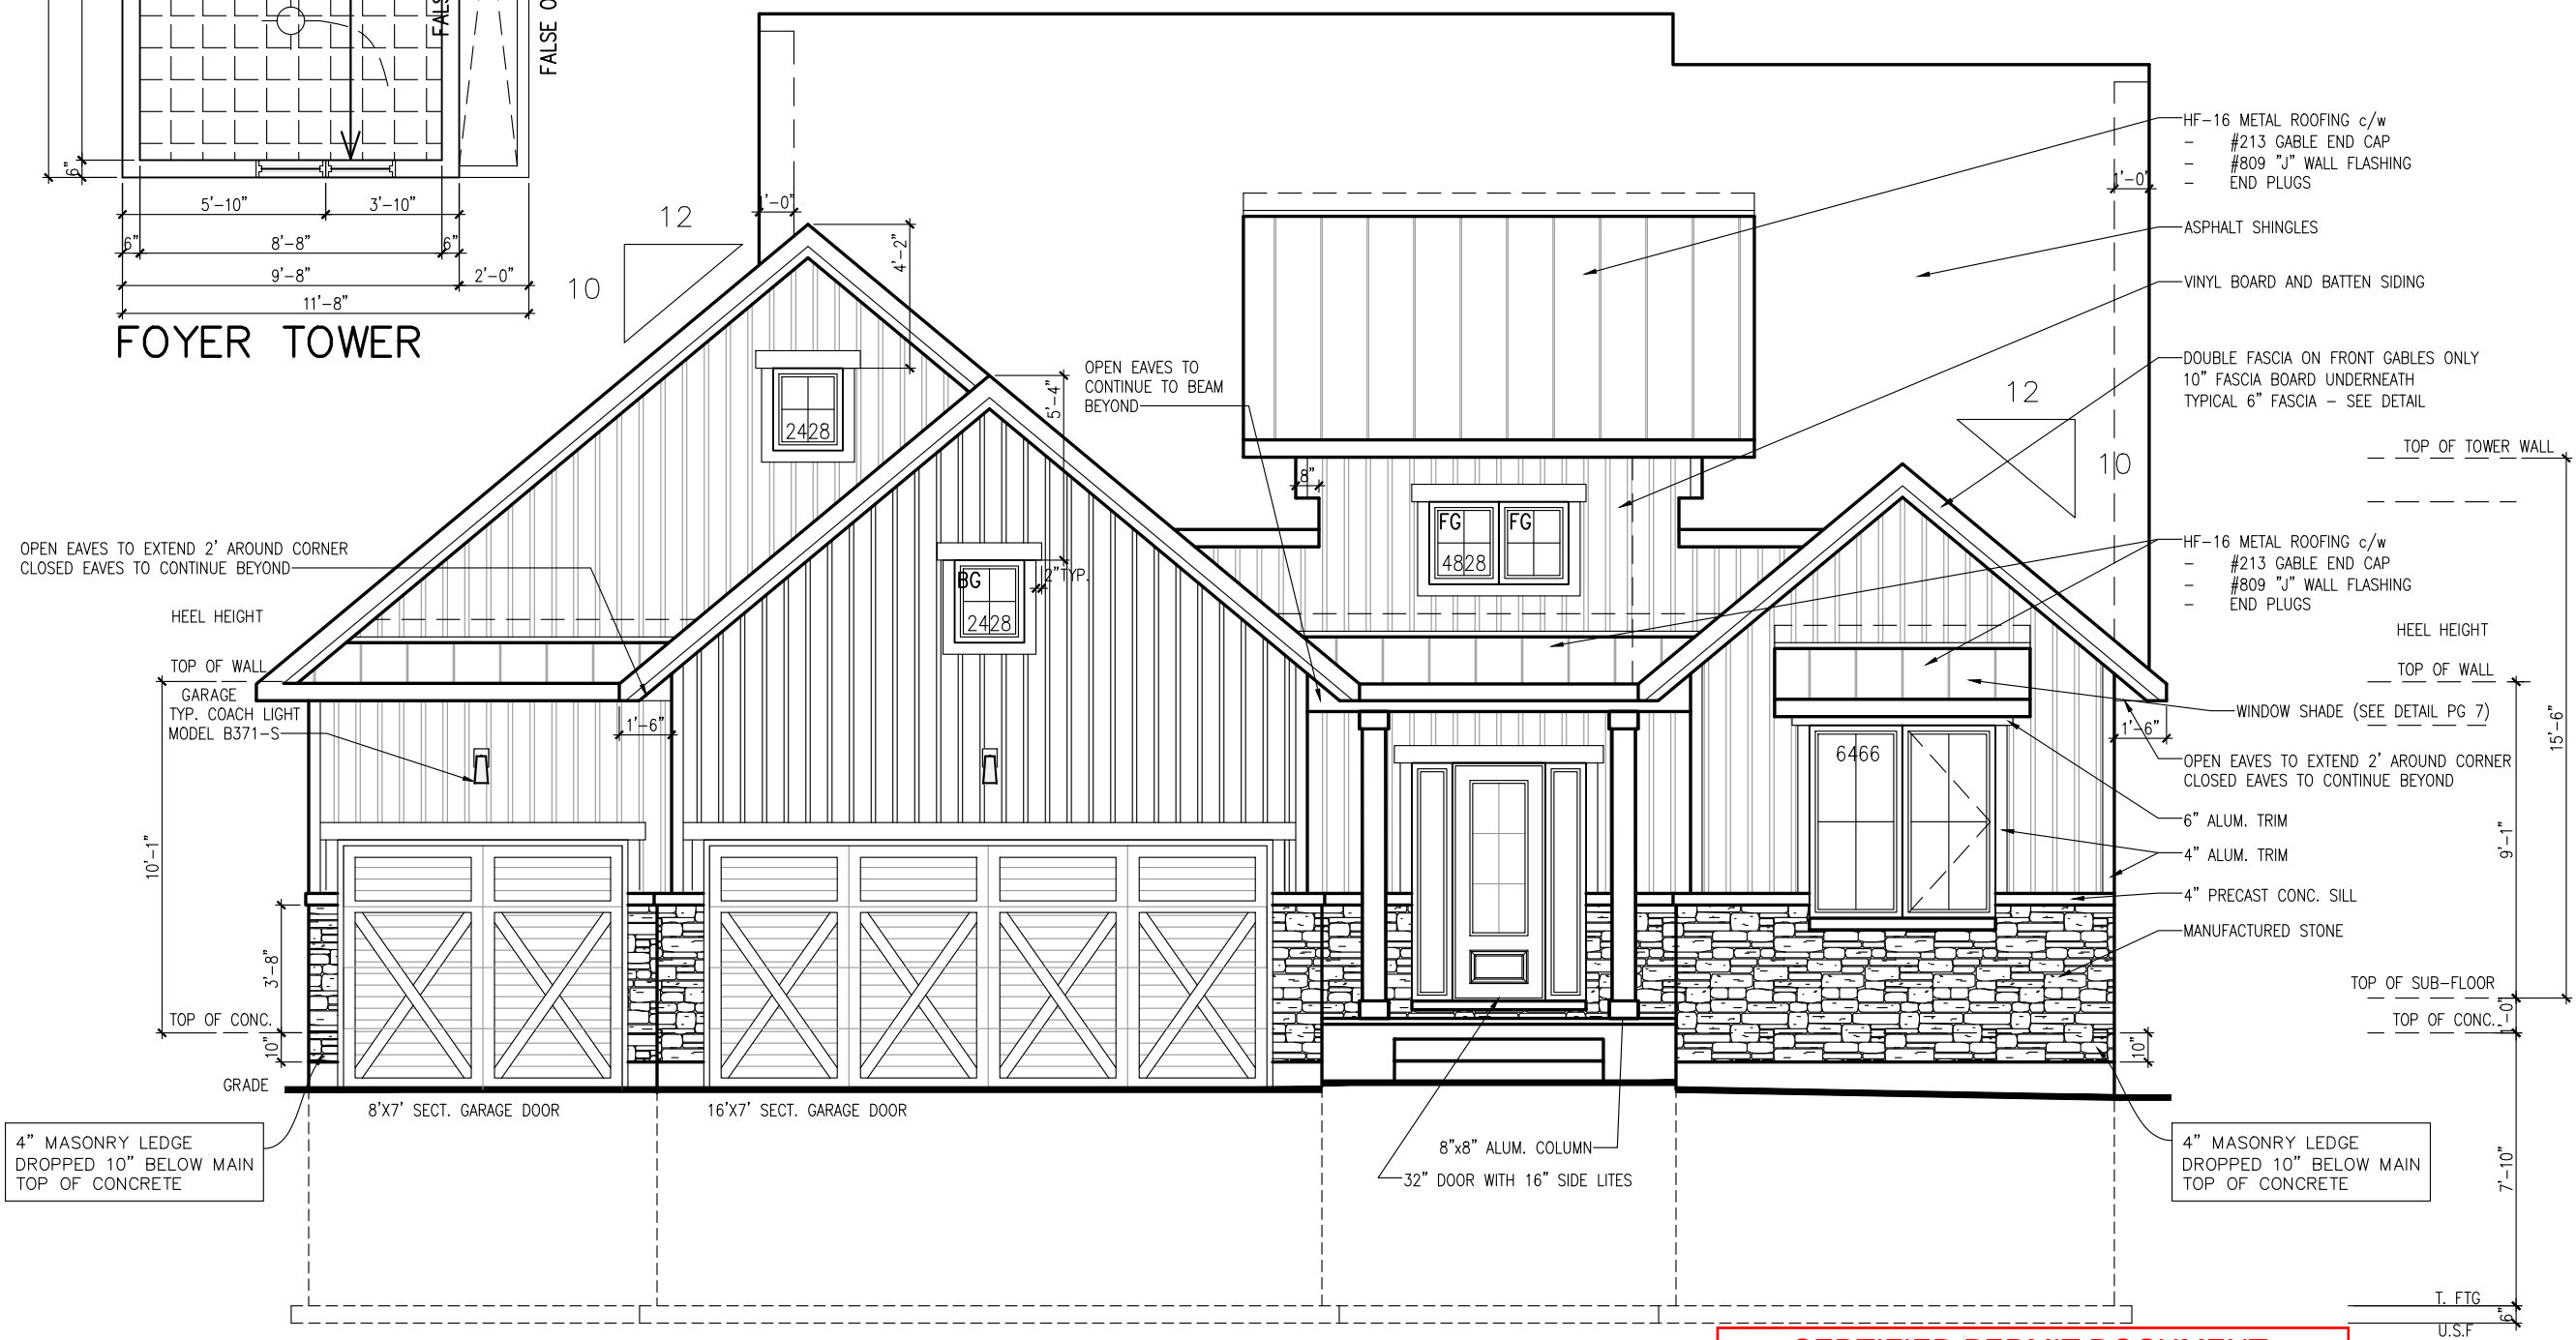 FALSE O
6"
5'-10"
3'-10"
6"
8'-8"
6"
9'-8"
2'-0"
11'-8"
FOYER TOWER
12
10
1'-0"
4'-2"
5'-4"
OPEN EAVES TO
CONTINUE TO BEAM
BEYOND
2428
BG
2428
2" TYP.
8"
FG
FG
4828
OPEN EAVES TO EXTEND 2' AROUND CORNER
CLOSED EAVES TO CONTINUE BEYOND
HEEL HEIGHT
TOP OF WALL
GARAGE
TYP. COACH LIGHT
MODEL B371-S
1'-6"
10'-1"
3'-8"
TOP OF CONC.
10"
GRADE
8'X7' SECT. GARAGE DOOR
16'X7' SECT. GARAGE DOOR
4" MASONRY LEDGE
DROPPED 10" BELOW MAIN
TOP OF CONCRETE
8"x8" ALUM. COLUMN
32" DOOR WITH 16" SIDE LITES
6466
1'-0"
HF-16 METAL ROOFING c/w
- #213 GABLE END CAP
- #809 "J" WALL FLASHING
- END PLUGS
ASPHALT SHINGLES
VINYL BOARD AND BATTEN SIDING
DOUBLE FASCIA ON FRONT GABLES ONLY
10" FASCIA BOARD UNDERNEATH
TYPICAL 6" FASCIA - SEE DETAIL
12
10
TOP OF TOWER WALL
HF-16 METAL ROOFING c/w
- #213 GABLE END CAP
- #809 "J" WALL FLASHING
- END PLUGS
HEEL HEIGHT
TOP OF WALL
WINDOW SHADE (SEE DETAIL PG 7)
1'-6"
15'-6"
OPEN EAVES TO EXTEND 2' AROUND CORNER
CLOSED EAVES TO CONTINUE BEYOND
6" ALUM. TRIM
9'-1"
4" ALUM. TRIM
4" PRECAST CONC. SILL
MANUFACTURED STONE
TOP OF SUB-FLOOR
1'-0"
TOP OF CONC.
10"
4" MASONRY LEDGE
DROPPED 10" BELOW MAIN
TOP OF CONCRETE
7'-10"
T. FTG
6"
U.S.F